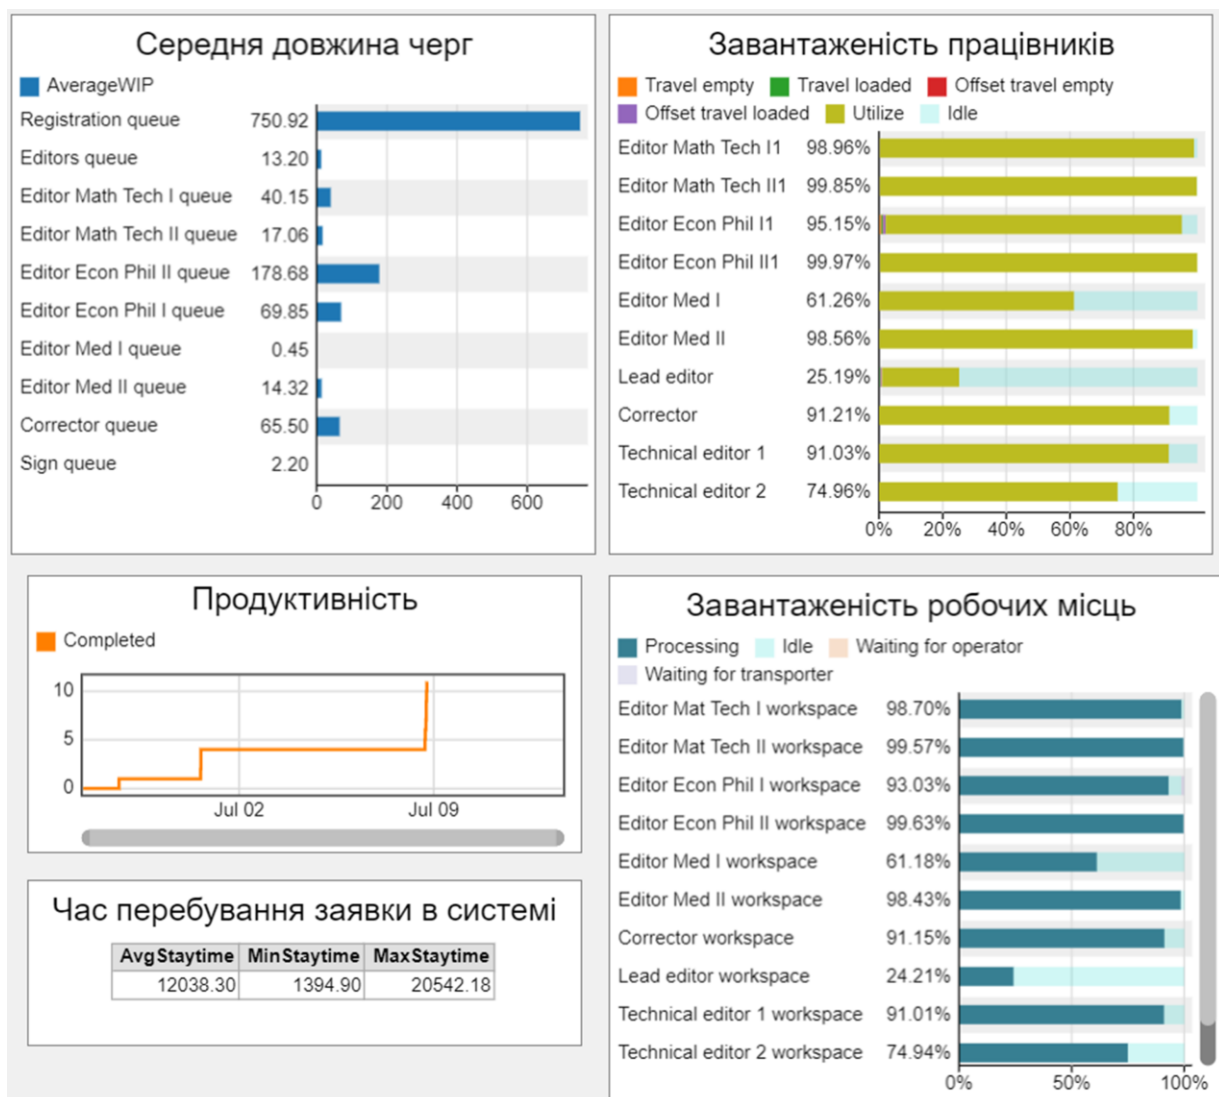 Середня довжина черг
AverageWIP
Registration queue 750.92
Editors queue 13.20
Editor Math Tech I queue 40.15
Editor Math Tech II queue 17.06
Editor Econ Phil II queue 178.68
Editor Econ Phil I queue 69.85
Editor Med I queue 0.45
Editor Med II queue 14.32
Corrector queue 65.50
Sign queue 2.20
0 200 400 600
Завантаженість працівників
Travel empty Travel loaded Offset travel empty
Offset travel loaded Utilize Idle
Editor Math Tech I1 98.96%
Editor Math Tech II1 99.85%
Editor Econ Phil I1 95.15%
Editor Econ Phil II1 99.97%
Editor Med I 61.26%
Editor Med II 98.56%
Lead editor 25.19%
Corrector 91.21%
Technical editor 1 91.03%
Technical editor 2 74.96%
0% 20% 40% 60% 80%
Продуктивність
Completed
10
5
0
Jul 02 Jul 09
Час перебування заявки в системі
AvgStaytime MinStaytime MaxStaytime
12038.30 1394.90 20542.18
Завантаженість робочих місць
Processing Idle Waiting for operator
Waiting for transporter
Editor Mat Tech I workspace 98.70%
Editor Mat Tech II workspace 99.57%
Editor Econ Phil I workspace 93.03%
Editor Econ Phil II workspace 99.63%
Editor Med I workspace 61.18%
Editor Med II workspace 98.43%
Corrector workspace 91.15%
Lead editor workspace 24.21%
Technical editor 1 workspace 91.01%
Technical editor 2 workspace 74.94%
0% 50% 100%